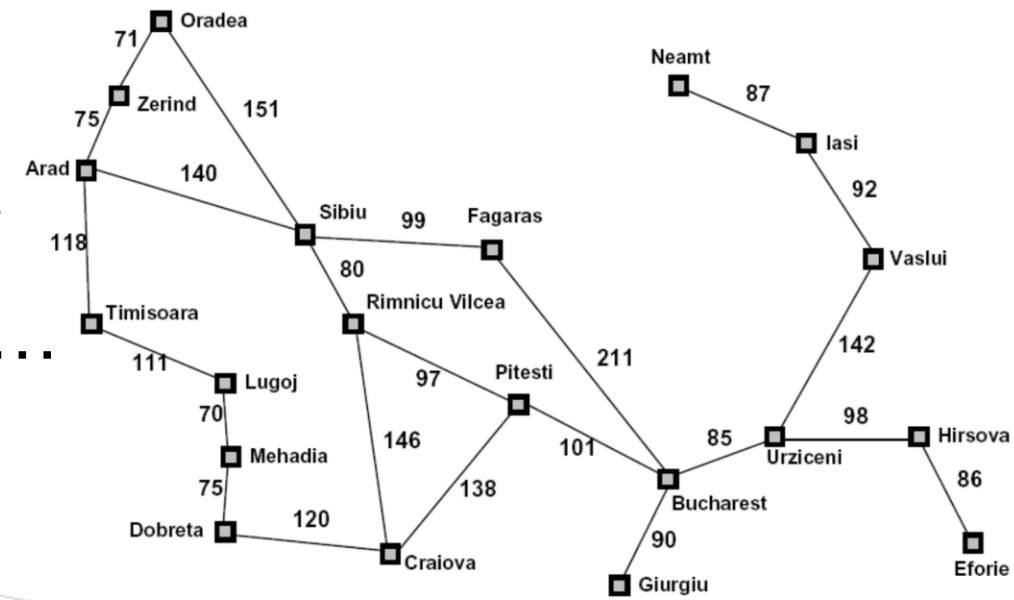 Oradea
71
Neamt
87
Zerind
151
75
Iasi
Arad
140
92
Sibiu
99
Fagaras
118
Vaslui
80
Rimnicu Vilcea
Timisoara
142
111
211
Lugoj
97
Pitesti
70
98
146
85
Hirsova
101
Urziceni
Mehadia
86
75
138
Bucharest
120
Dobreta
90
Craiova
Eforie
Giurgiu